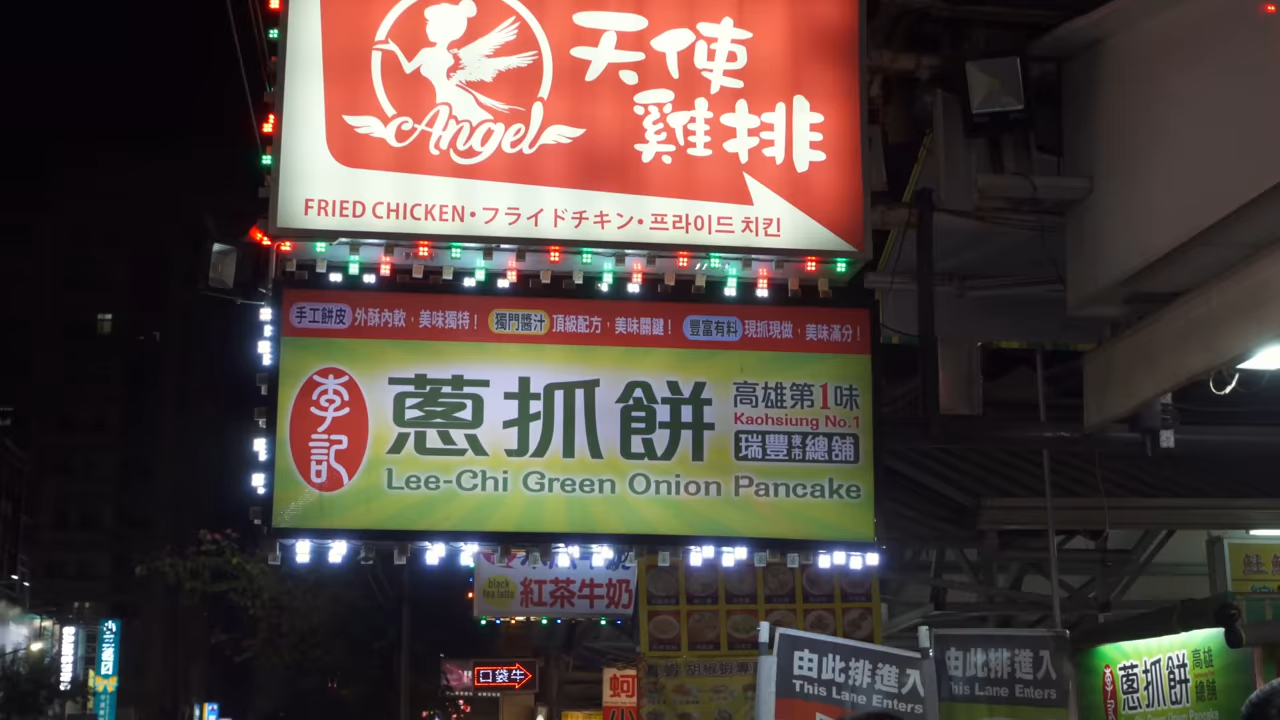 天使
雞排
Angel
FRIED CHICKEN•フライドチキン•프라이드 치킨
手工餅皮 外酥內軟，美味獨特！ 獨門醬汁 頂級配方，美味關鍵！ 豐富有料 現抓現做，美味滿分！
李記
蔥抓餅
高雄第1味
Kaohsiung No.1
瑞豐夜市總舖
Lee-Chi Green Onion Pancake
black
tea latte
紅茶牛奶
口袋牛
由此排進入
This Lane Enters
由此排進入
This Lane Enters
蔥抓餅
高雄
總舖